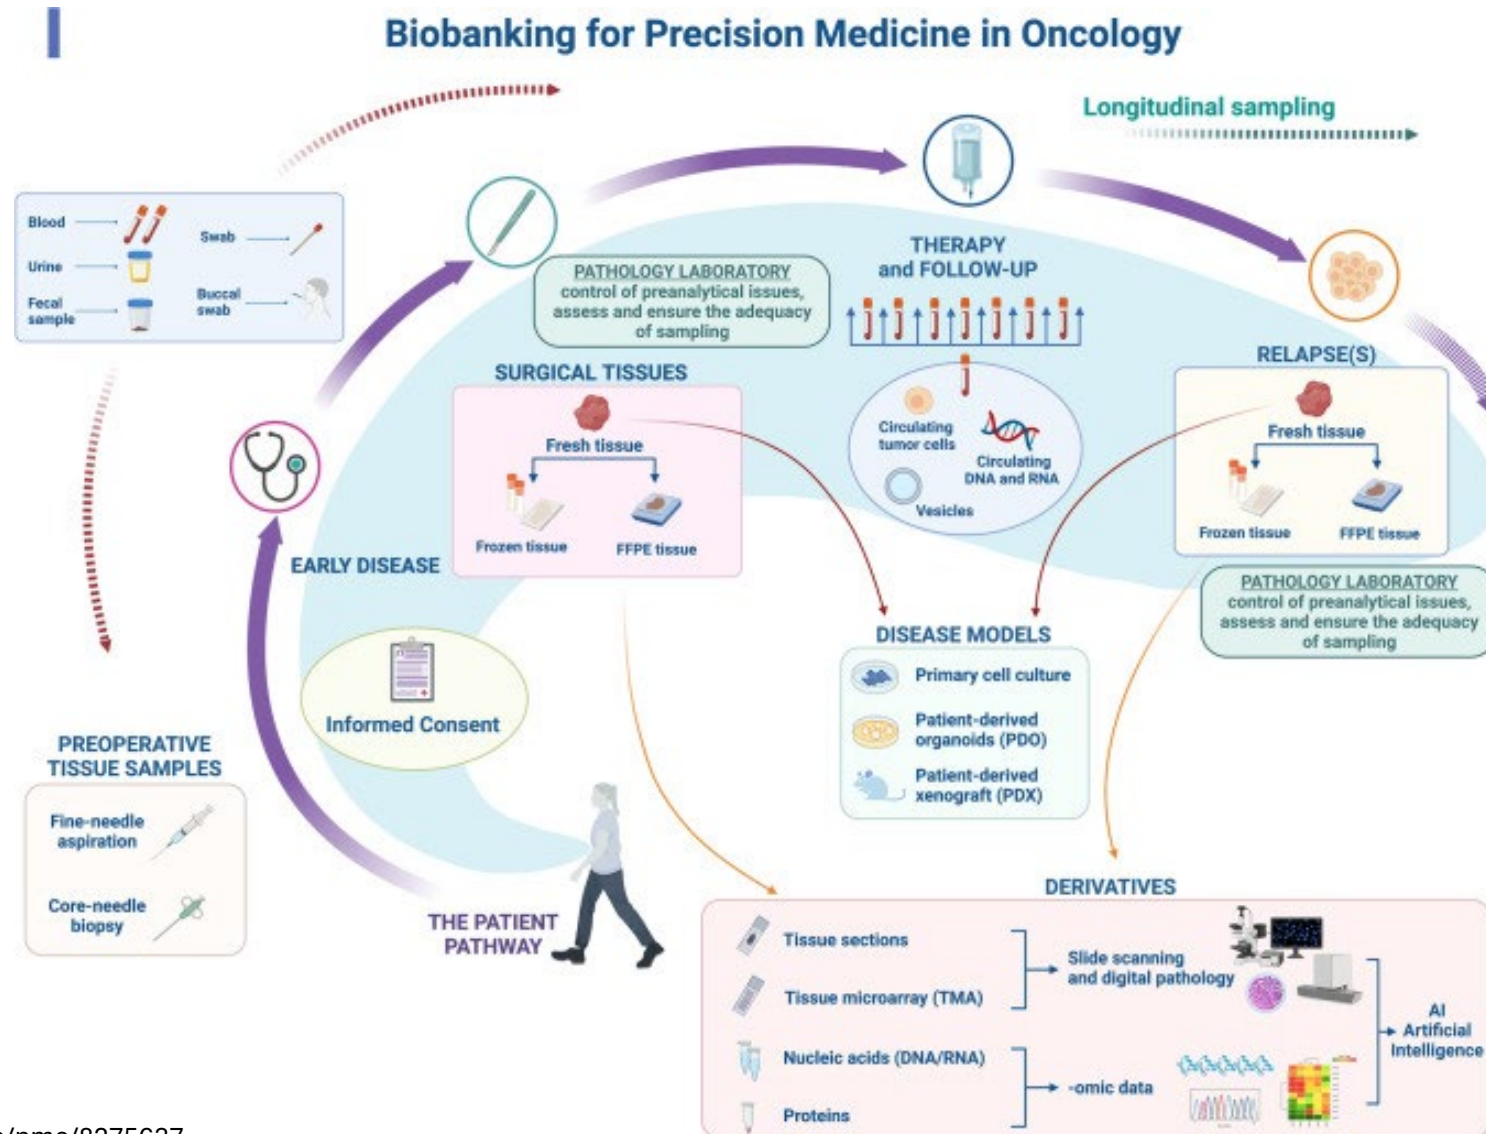 Biobanking for Precision Medicine in Oncology
Longitudinal sampling
Blood
Swab
Urine
Fecal
sample
Buccal
swab
PATHOLOGY LABORATORY
control of preanalytical issues,
assess and ensure the adequacy
of sampling
THERAPY
and FOLLOW-UP
SURGICAL TISSUES
Fresh tissue
Frozen tissue
FFPE tissue
Circulating
tumor cells
Circulating
DNA and RNA
Vesicles
RELAPSE(S)
Fresh tissue
Frozen tissue
FFPE tissue
PATHOLOGY LABORATORY
control of preanalytical issues,
assess and ensure the adequacy
of sampling
EARLY DISEASE
Informed Consent
DISEASE MODELS
Primary cell culture
Patient-derived
organoids (PDO)
Patient-derived
xenograft (PDX)
PREOPERATIVE
TISSUE SAMPLES
Fine-needle
aspiration
Core-needle
biopsy
THE PATIENT
PATHWAY
DERIVATIVES
Tissue sections
Tissue microarray (TMA)
Slide scanning
and digital pathology
Nucleic acids (DNA/RNA)
Proteins
-omic data
AI
Artificial
Intelligence